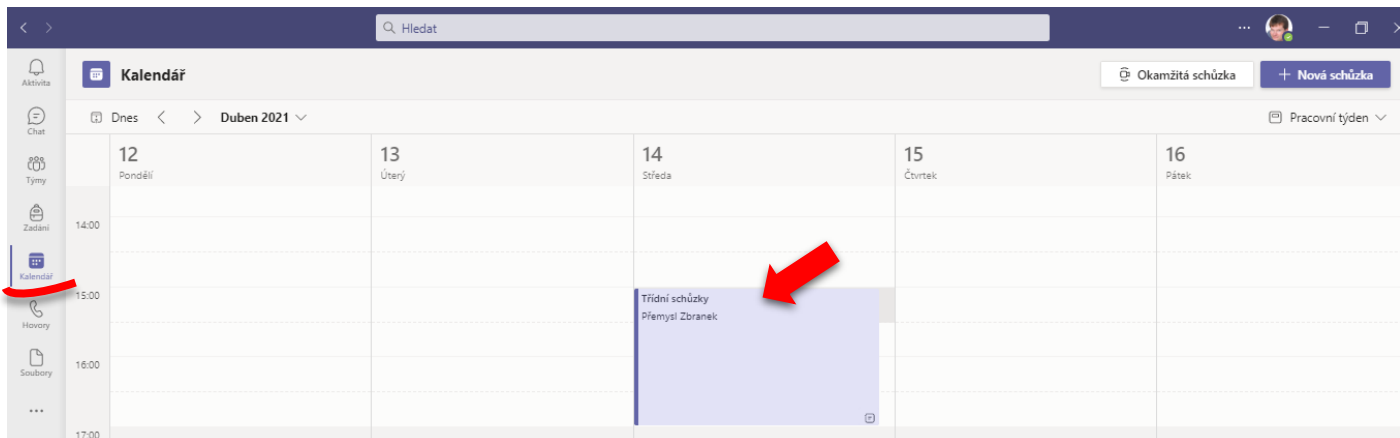 Hledat
Aktivita
Chat
Týmy
Zadání
Kalendář
Hovory
Soubory
Kalendář
Okamžitá schůzka
+ Nová schůzka
Dnes
Duben 2021
Pracovní týden
12
Pondělí
13
Úterý
14
Středa
15
Čtvrtek
16
Pátek
14:00
15:00
16:00
17:00
Třídní schůzky
Přemysl Zbranek